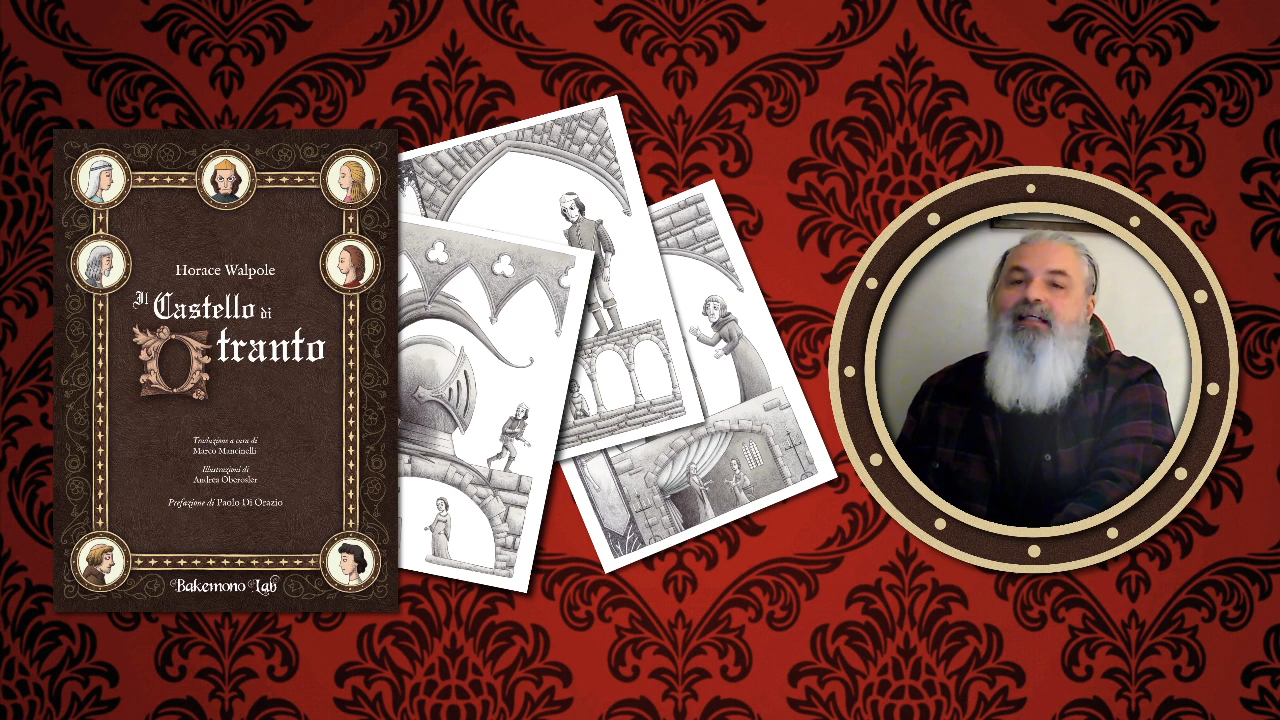 Horace Walpole
Il Castello di
Otranto
Traduzione a cura di
Marco Mancinelli
Illustrazioni di
Andrea Oberosler
Prefazione di Paolo Di Orazio
Bakemono Lab